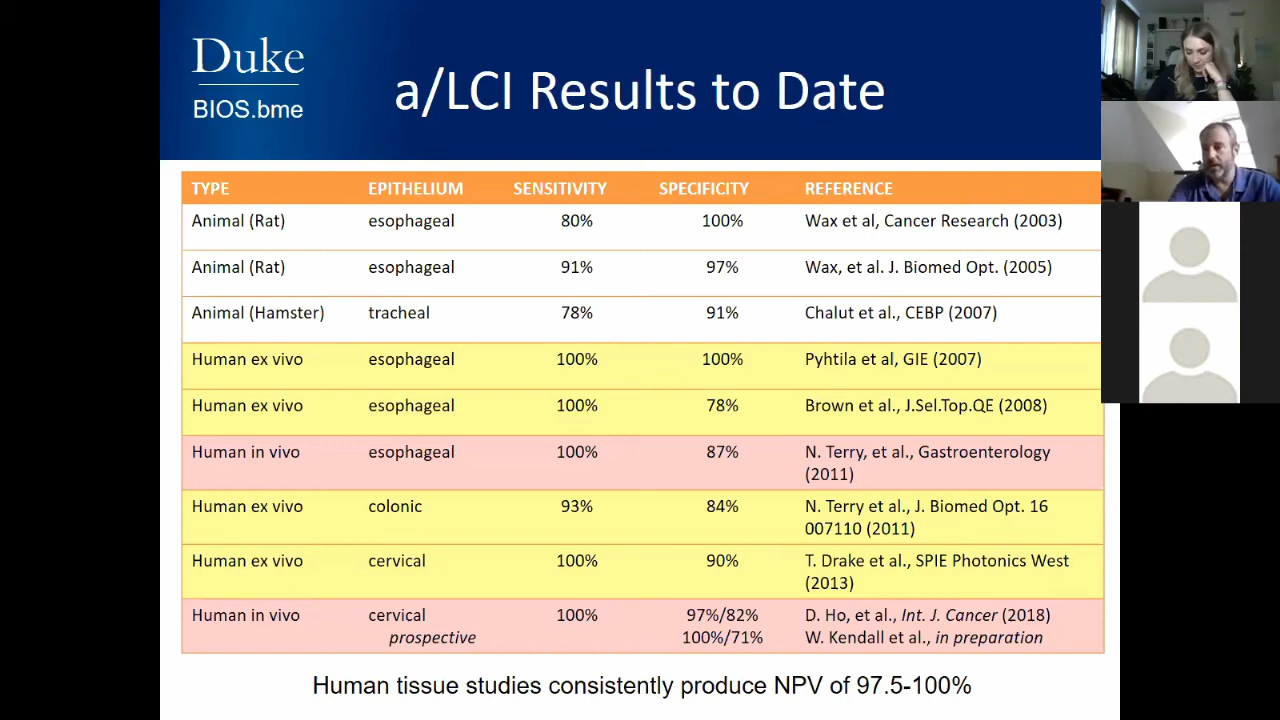 Duke
BIOS.bme
a/LCI Results to Date
TYPE EPITHELIUM SENSITIVITY SPECIFICITY REFERENCE
Animal (Rat) esophageal 80% 100% Wax et al, Cancer Research (2003)
Animal (Rat) esophageal 91% 97% Wax, et al. J. Biomed Opt. (2005)
Animal (Hamster) tracheal 78% 91% Chalut et al., CEBP (2007)
Human ex vivo esophageal 100% 100% Pyhtila et al, GIE (2007)
Human ex vivo esophageal 100% 78% Brown et al., J.Sel.Top.QE (2008)
Human in vivo esophageal 100% 87% N. Terry, et al., Gastroenterology
(2011)
Human ex vivo colonic 93% 84% N. Terry et al., J. Biomed Opt. 16
007110 (2011)
Human ex vivo cervical 100% 90% T. Drake et al., SPIE Photonics West
(2013)
Human in vivo cervical 100% 97%/82% D. Ho, et al., Int. J. Cancer (2018)
prospective 100%/71% W. Kendall et al., in preparation
Human tissue studies consistently produce NPV of 97.5-100%